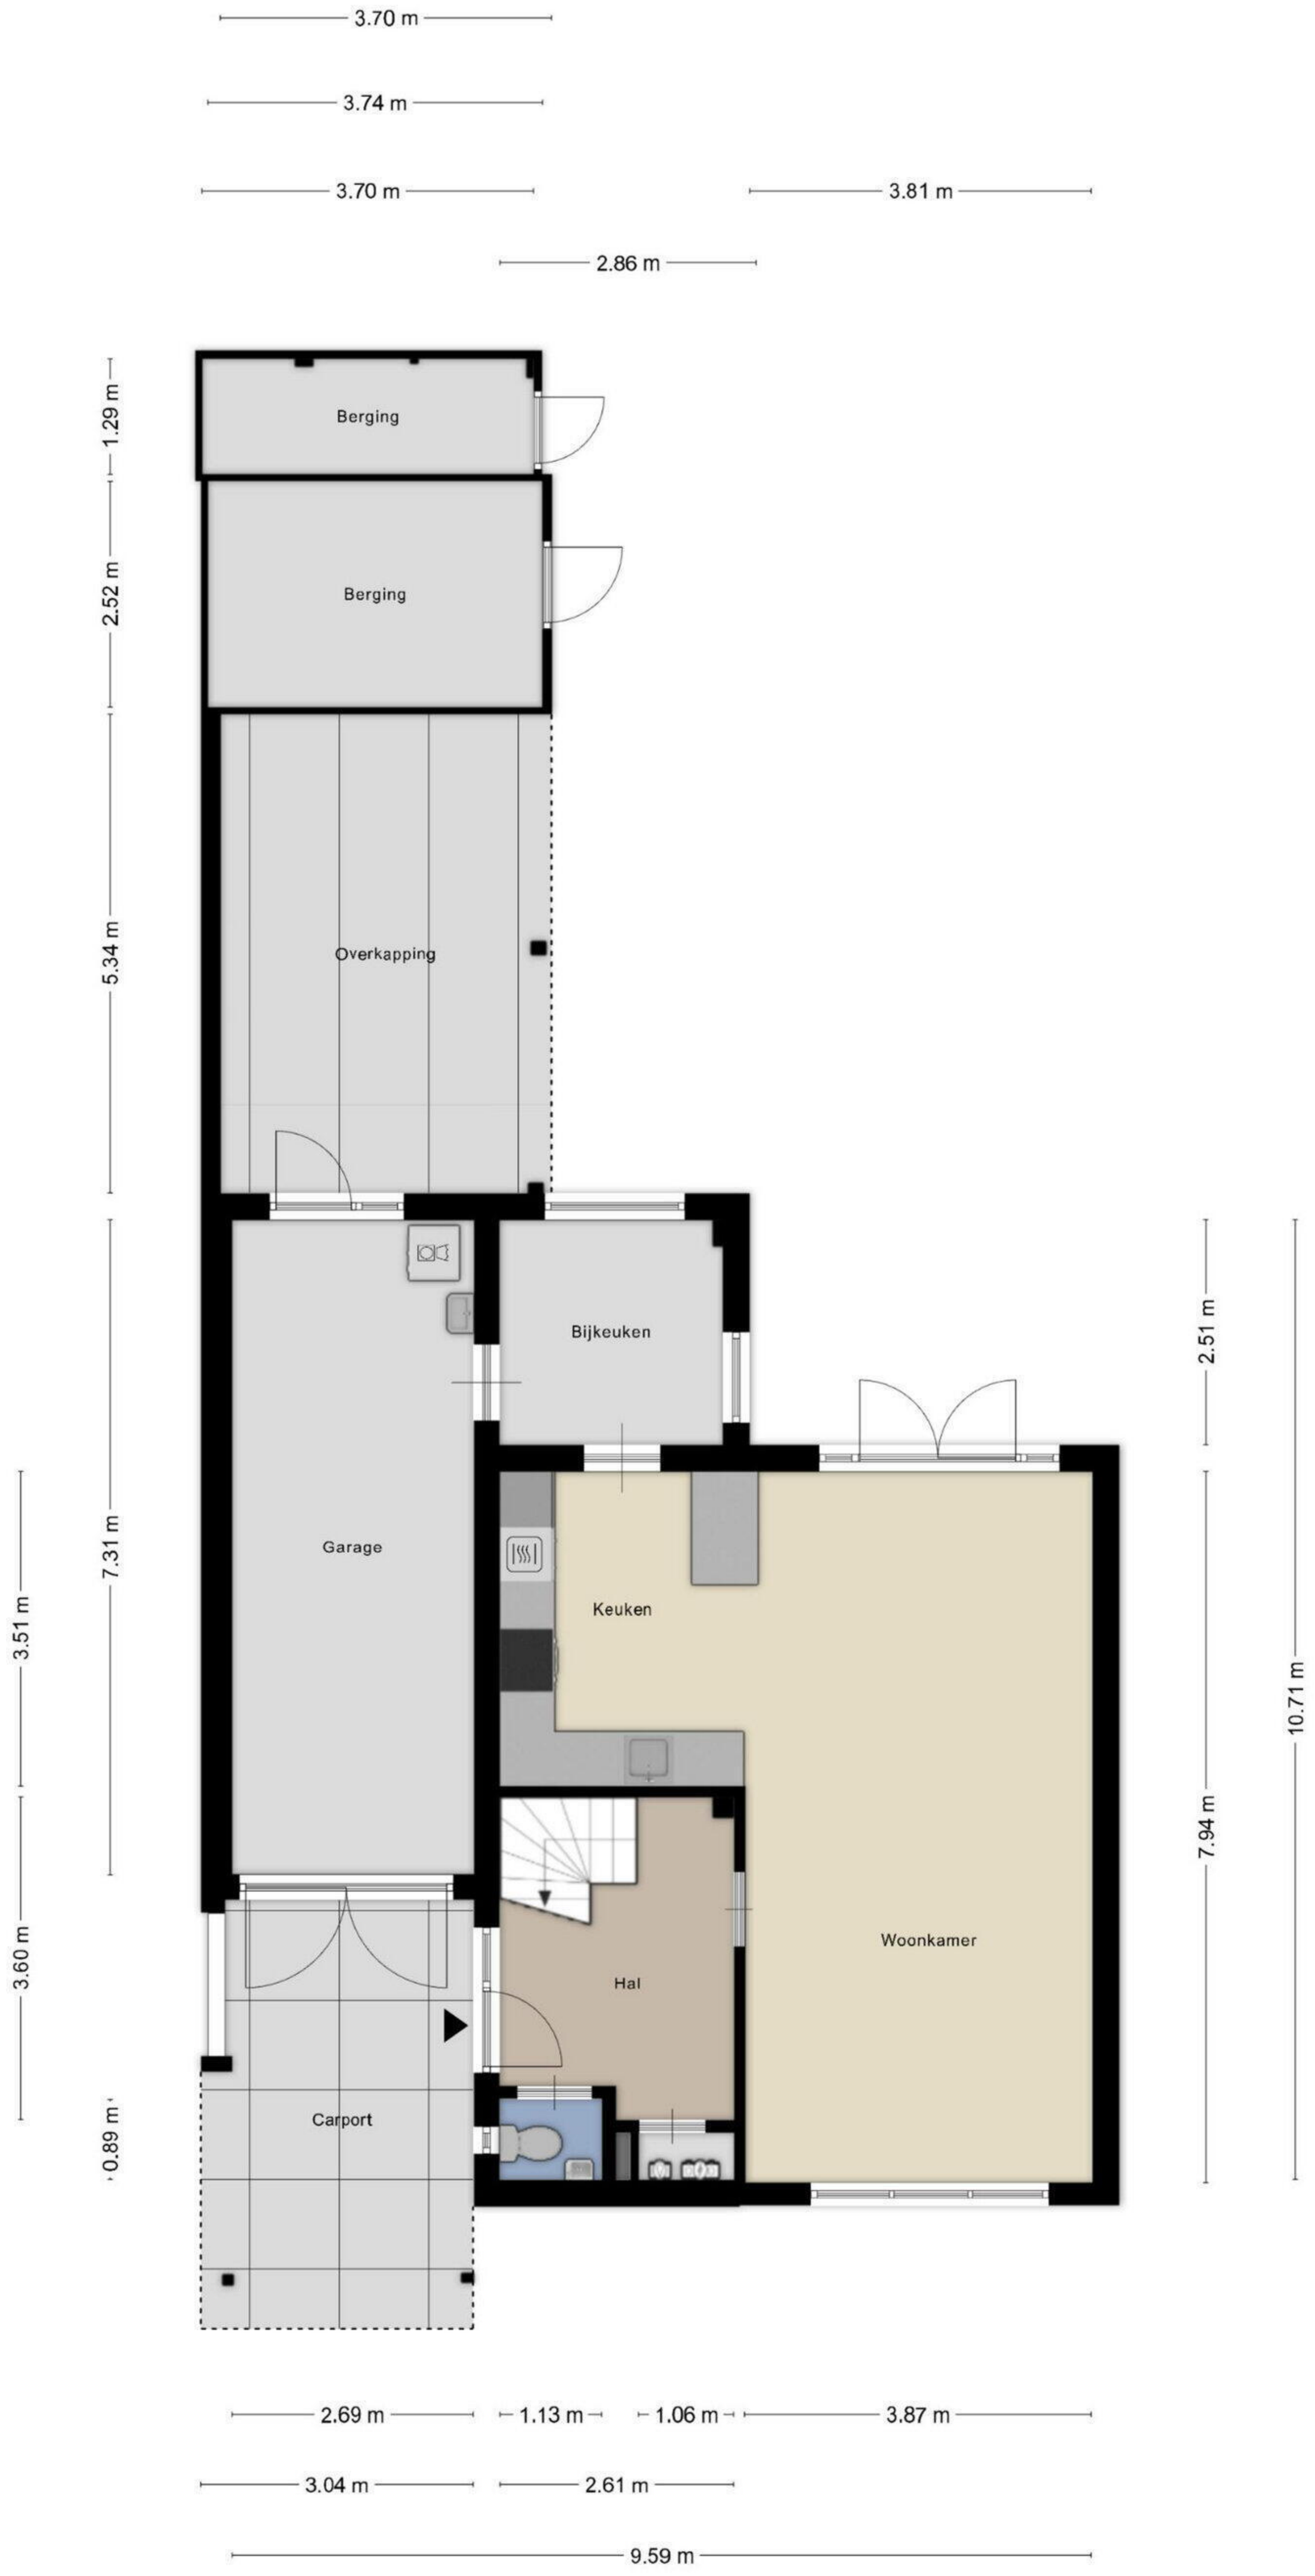 3.70 m
3.74 m
3.70 m
3.81 m
2.86 m
1.29 m
Berging
2.52 m
Berging
5.34 m
Overkapping
2.51 m
Bijkeuken
7.31 m
Garage
3.51 m
Keuken
10.71 m
7.94 m
Woonkamer
3.60 m
Hal
Carport
0.89 m
2.69 m
1.13 m
1.06 m
3.87 m
3.04 m
2.61 m
9.59 m